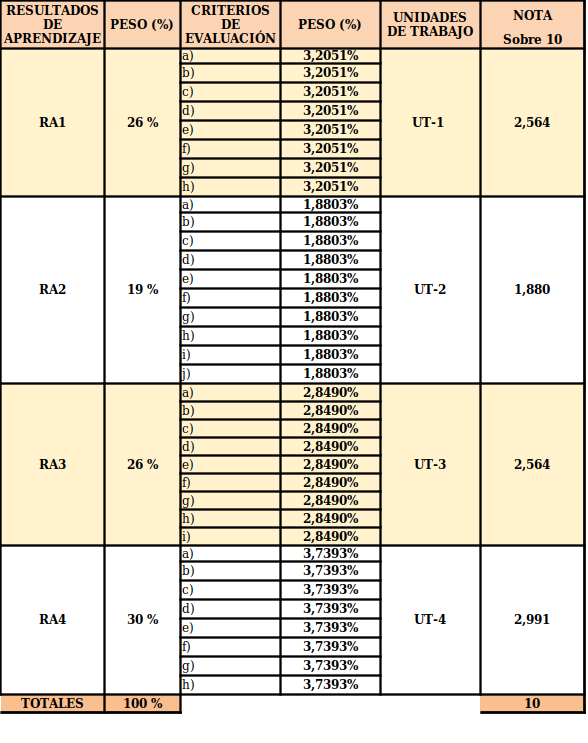 RESULTADOS DE APRENDIZAJE PESO (%) CRITERIOS DE EVALUACIÓN PESO (%) UNIDADES DE TRABAJO NOTA Sobre 10
RA1 26 % UT-1 2,564
a) 3,2051%
b) 3,2051%
c) 3,2051%
d) 3,2051%
e) 3,2051%
f) 3,2051%
g) 3,2051%
h) 3,2051%
RA2 19 % UT-2 1,880
a) 1,8803%
b) 1,8803%
c) 1,8803%
d) 1,8803%
e) 1,8803%
f) 1,8803%
g) 1,8803%
h) 1,8803%
i) 1,8803%
j) 1,8803%
RA3 26 % UT-3 2,564
a) 2,8490%
b) 2,8490%
c) 2,8490%
d) 2,8490%
e) 2,8490%
f) 2,8490%
g) 2,8490%
h) 2,8490%
i) 2,8490%
RA4 30 % UT-4 2,991
a) 3,7393%
b) 3,7393%
c) 3,7393%
d) 3,7393%
e) 3,7393%
f) 3,7393%
g) 3,7393%
h) 3,7393%
TOTALES 100 % 10